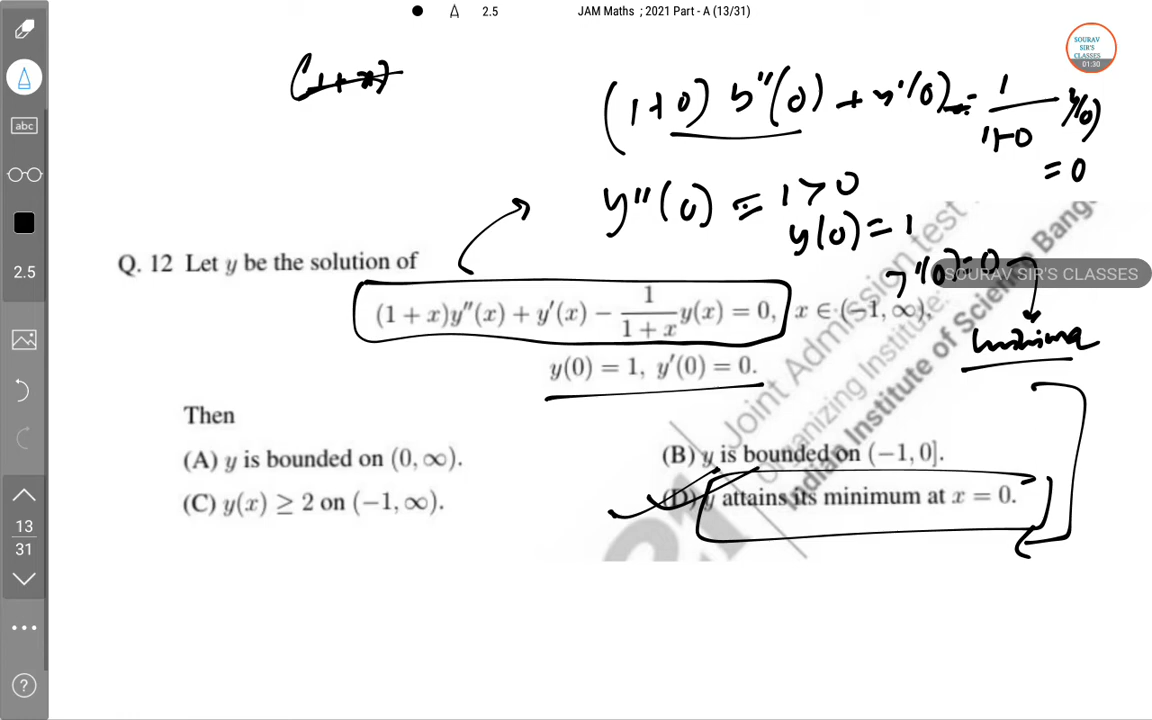 2.5 JAM Maths ; 2021 Part - A (13/31)
SOURAV
SIR'S
CLASSES
01:30
abc
2.5
13
31
(1+x)
(1+0) y''(0) + y'(0) = 1/(1+0) y(0)
= 0
y''(0) = 1 > 0
y(0) = 1
y'(0) = 0
minima
SOURAV SIR'S CLASSES
Q. 12 Let y be the solution of
(1 + x)y''(x) + y'(x) − 1/(1 + x) y(x) = 0, x ∈ (−1, ∞),
y(0) = 1, y'(0) = 0.
Then
(A) y is bounded on (0, ∞). (B) y is bounded on (−1, 0].
(C) y(x) ≥ 2 on (−1, ∞). (D) y attains its minimum at x = 0.
Joint Admission test
Organizing Institute:
Indian Institute of Science Bang
21